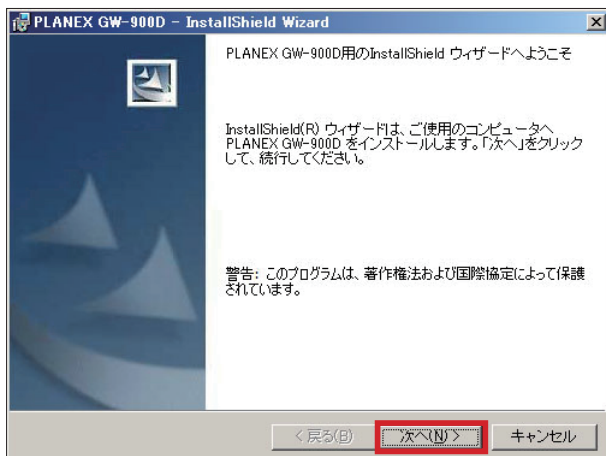 PLANEX GW-900D - InstallShield Wizard
PLANEX GW-900D用のInstallShield ウィザードへようこそ
InstallShield(R) ウィザードは、ご使用のコンピュータへ
PLANEX GW-900D をインストールします。「次へ」をクリック
して、続行してください。
警告: このプログラムは、著作権法および国際協定によって保護
されています。
< 戻る(B) 次へ(N) > キャンセル